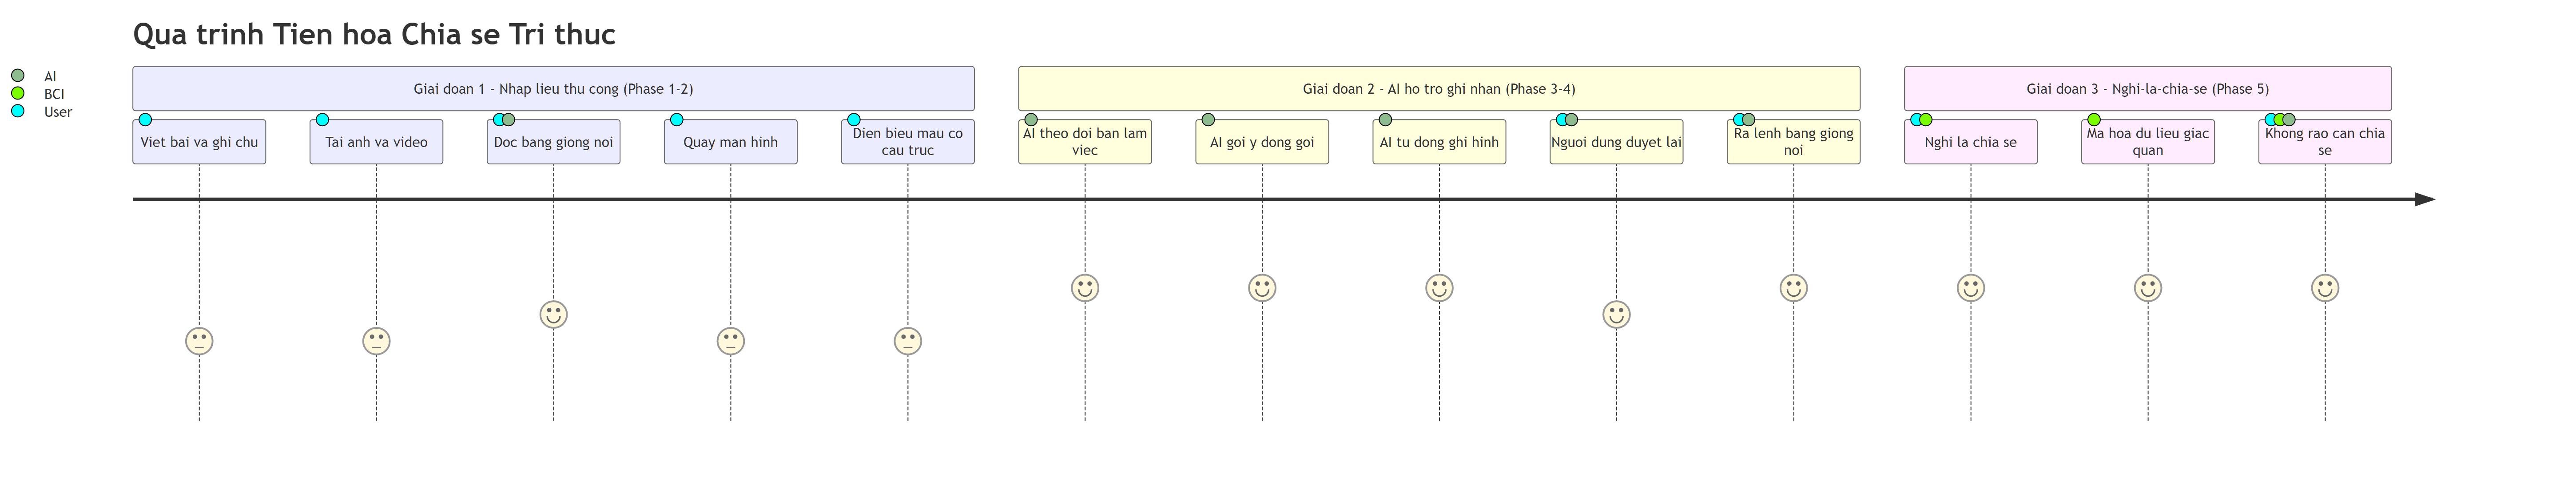 Qua trinh Tien hoa Chia se Tri thuc
AI
BCI
User
Giai doan 1 - Nhap lieu thu cong (Phase 1-2)
Viet bai va ghi chu
Tai anh va video
Doc bang giong noi
Quay man hinh
Dien bieu mau co
cau truc
Giai doan 2 - AI ho tro ghi nhan (Phase 3-4)
AI theo doi ban lam
viec
AI goi y dong goi
AI tu dong ghi hinh
Nguoi dung duyet lai
Ra lenh bang giong
noi
Giai doan 3 - Nghi-la-chia-se (Phase 5)
Nghi la chia se
Ma hoa du lieu giac
quan
Khong rao can chia
se